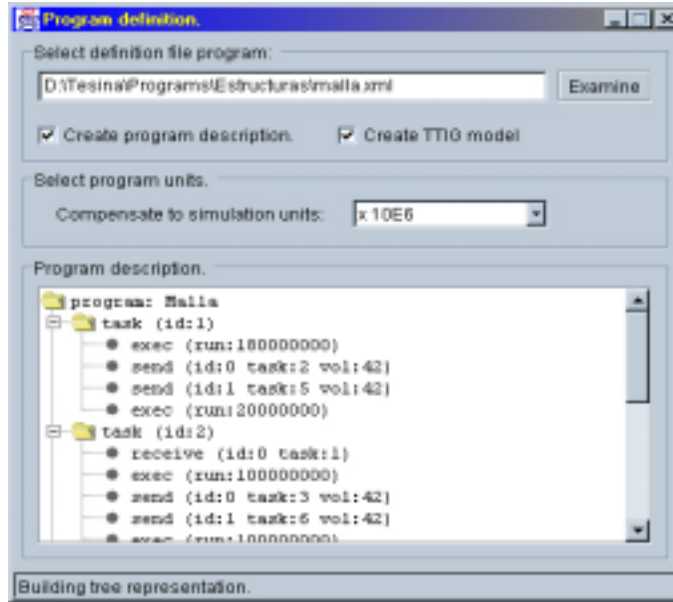 Program definition.
Select definition file program:
D:\Tesina\Programs\Estructuras\malla.xml
Examine
Create program description.
Create TTIG model
Select program units.
Compensate to simulation units:
x 10E6
Program description.
program: Malla
task (id:1)
exec (run:180000000)
send (id:0 task:2 vol:42)
send (id:1 task:5 vol:42)
exec (run:20000000)
task (id:2)
receive (id:0 task:1)
exec (run:100000000)
send (id:0 task:3 vol:42)
send (id:1 task:6 vol:42)
exec (run:100000000)
Building tree representation.